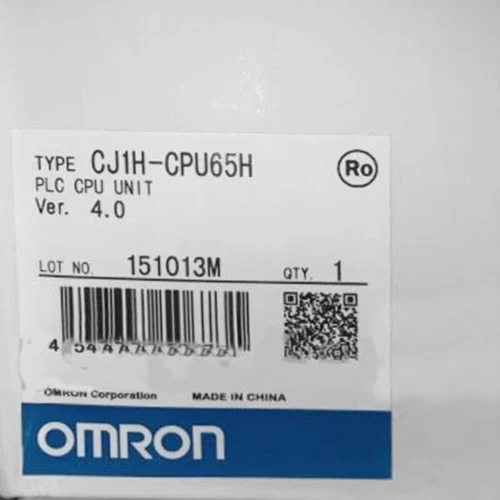 TYPE CJ1H-CPU65H
Ro
PLC CPU UNIT
Ver. 4.0
LOT NO. 151013M QTY. 1
OMRON Corporation MADE IN CHINA
OMRON